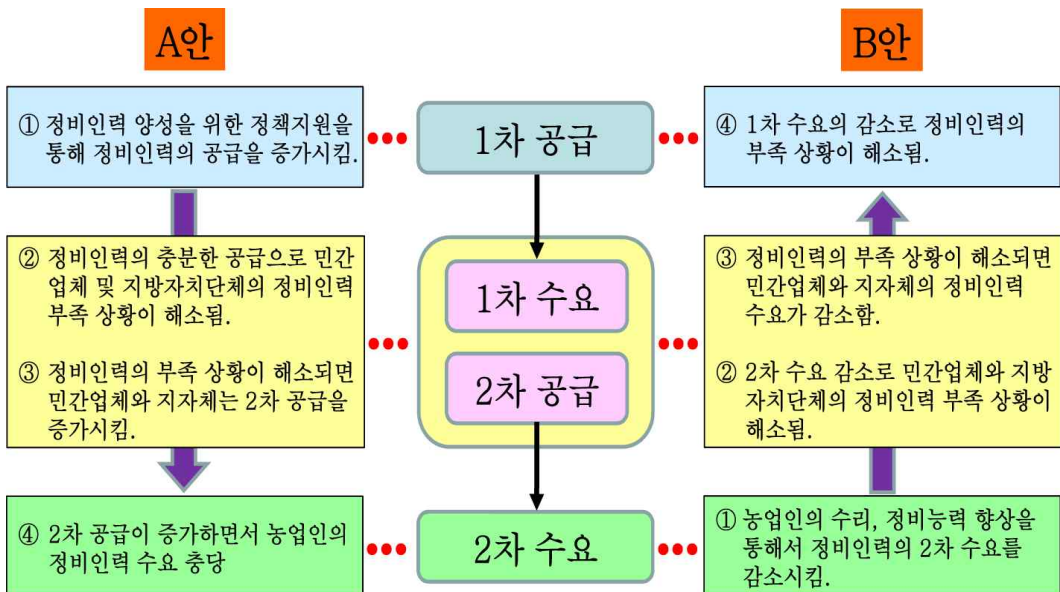 A안
B안
① 정비인력 양성을 위한 정책지원을
통해 정비인력의 공급을 증가시킴.
1차 공급
④ 1차 수요의 감소로 정비인력의
부족 상황이 해소됨.
② 정비인력의 충분한 공급으로 민간
업체 및 지방자치단체의 정비인력
부족 상황이 해소됨.
③ 정비인력의 부족 상황이 해소되면
민간업체와 지자체는 2차 공급을
증가시킴.
1차 수요
2차 공급
③ 정비인력의 부족 상황이 해소되면
민간업체와 지자체의 정비인력
수요가 감소함.
② 2차 수요 감소로 민간업체와 지방
자치단체의 정비인력 부족 상황이
해소됨.
④ 2차 공급이 증가하면서 농업인의
정비인력 수요 충당
2차 수요
① 농업인의 수리, 정비능력 향상을
통해서 정비인력의 2차 수요를
감소시킴.